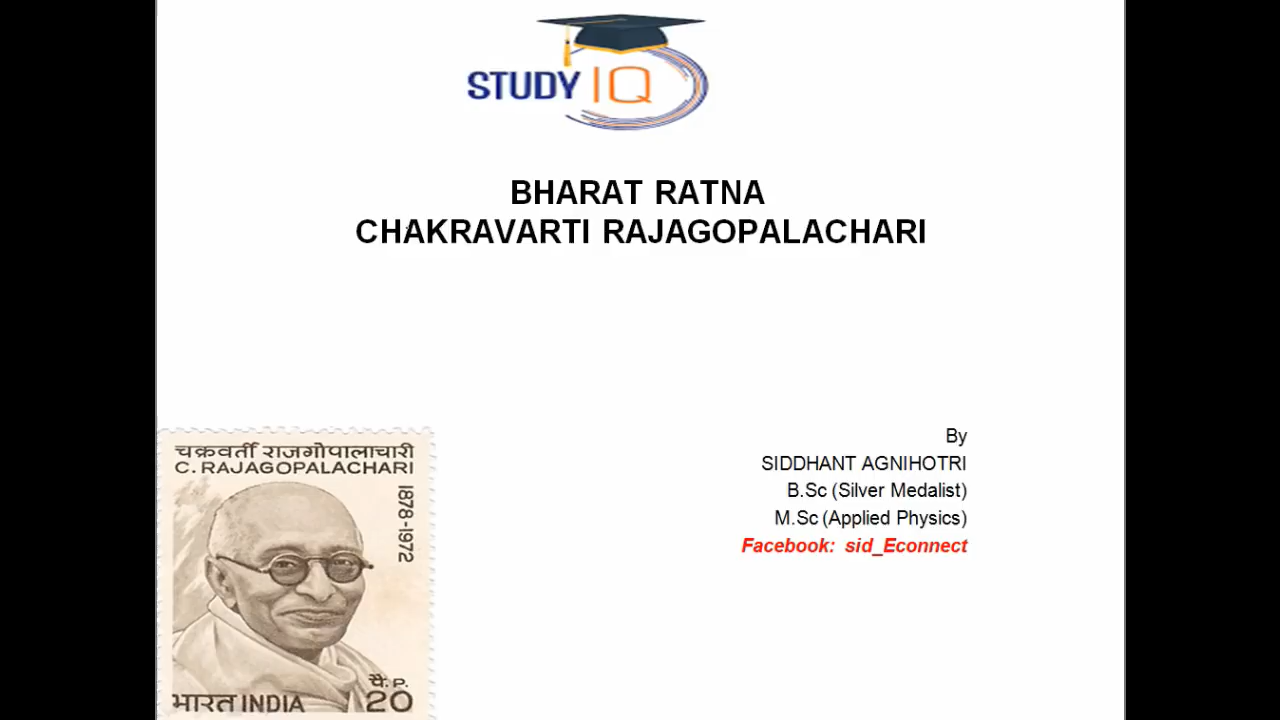 STUDY IQ
BHARAT RATNA
CHAKRAVARTI RAJAGOPALACHARI
By
SIDDHANT AGNIHOTRI
B.Sc (Silver Medalist)
M.Sc (Applied Physics)
Facebook: sid_Econnect
चक्रवर्ती राजगोपालाचारी
C. RAJAGOPALACHARI
1878-1972
पै. P.
भारत INDIA 20